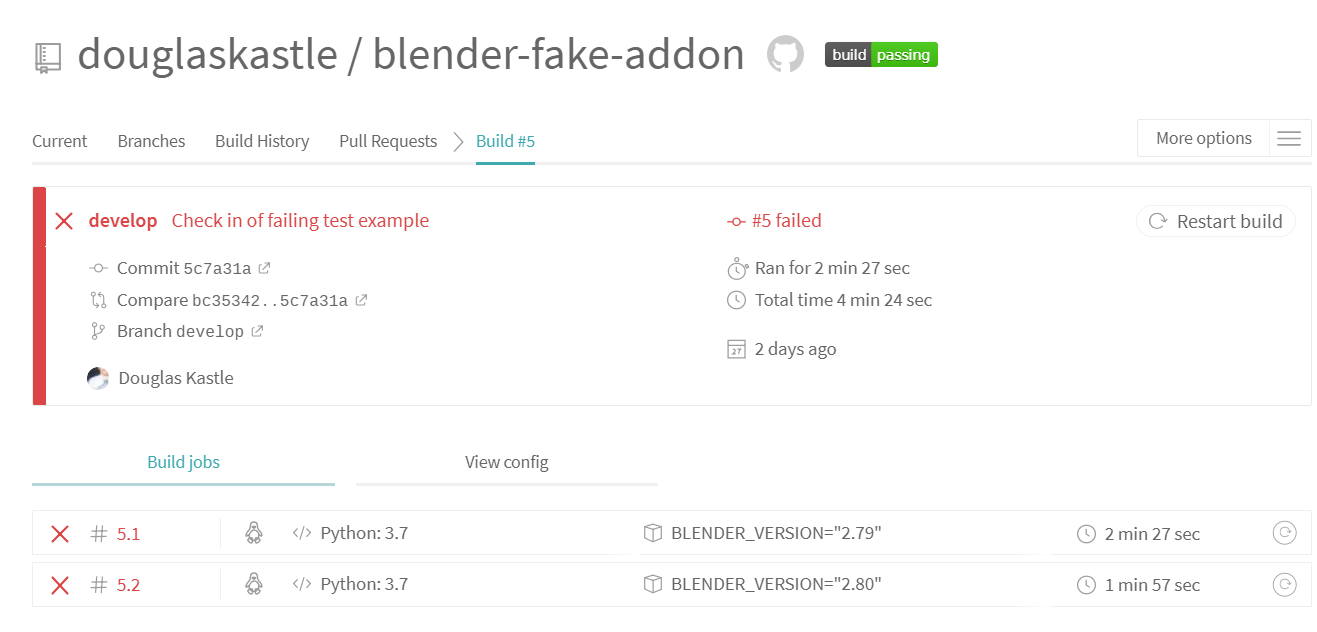 douglaskastle / blender-fake-addon build passing
Current Branches Build History Pull Requests Build #5 More options
develop Check in of failing test example #5 failed Restart build
Commit 5c7a31a Ran for 2 min 27 sec
Compare bc35342..5c7a31a Total time 4 min 24 sec
Branch develop
27 2 days ago
Douglas Kastle
Build jobs View config
# 5.1 </> Python: 3.7 BLENDER_VERSION="2.79" 2 min 27 sec
# 5.2 </> Python: 3.7 BLENDER_VERSION="2.80" 1 min 57 sec